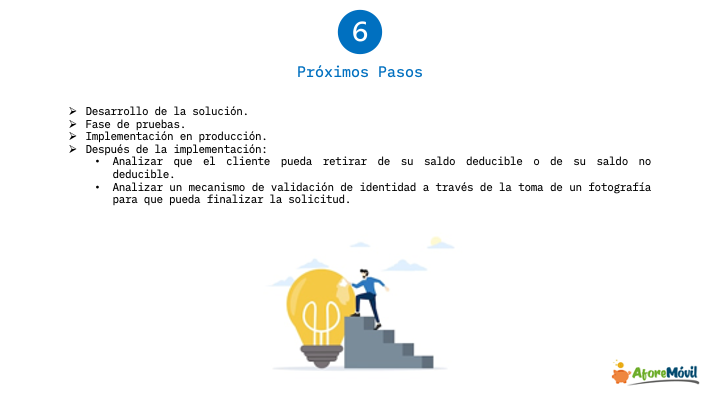 6
Próximos Pasos
➢ Desarrollo de la solución.
➢ Fase de pruebas.
➢ Implementación en producción.
➢ Después de la implementación:
• Analizar que el cliente pueda retirar de su saldo deducible o de su saldo no
deducible.
• Analizar un mecanismo de validación de identidad a través de la toma de un fotografía
para que pueda finalizar la solicitud.
AforeMóvil